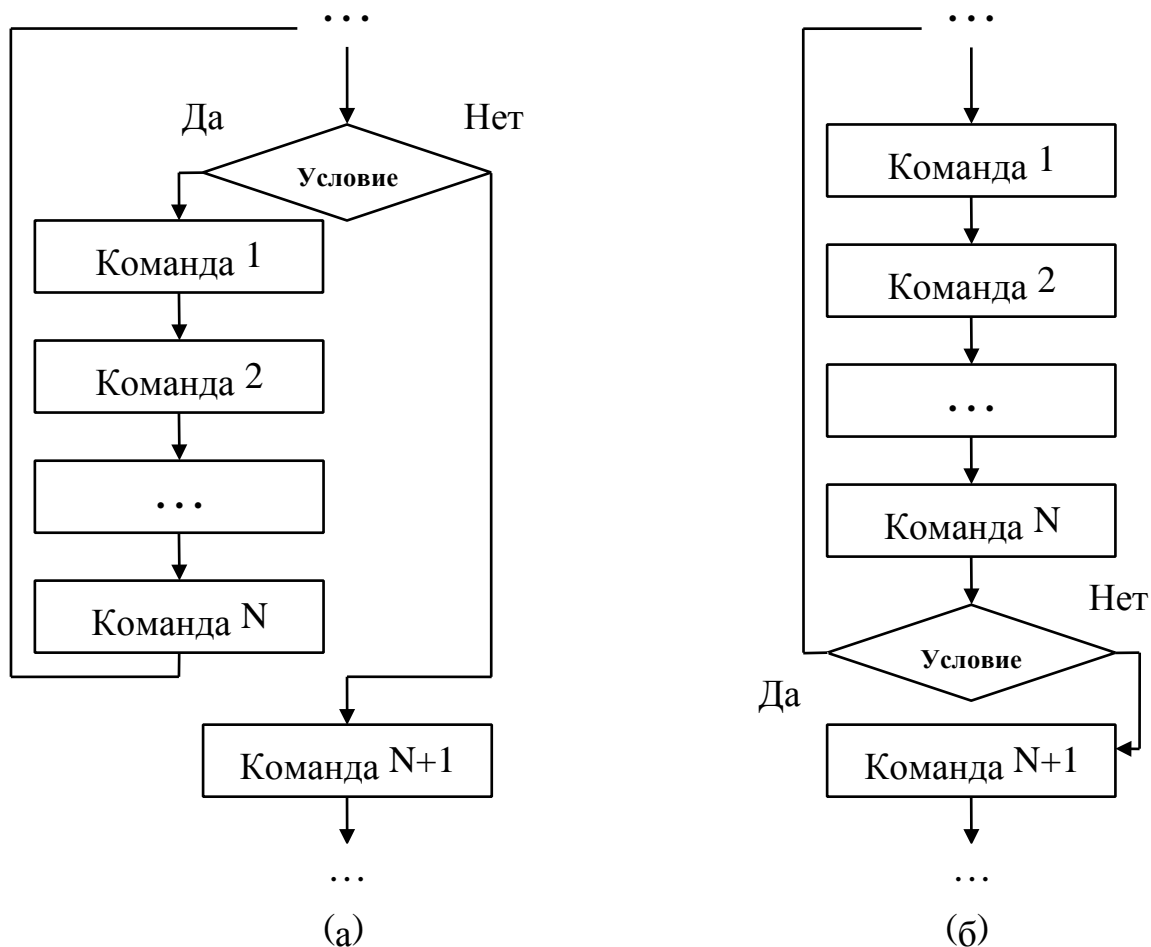 ...
Да
Нет
Условие
Команда 1
Команда 2
...
Команда N
Команда N+1
...
(а)
...
Команда 1
Команда 2
...
Команда N
Нет
Условие
Да
Команда N+1
...
(б)